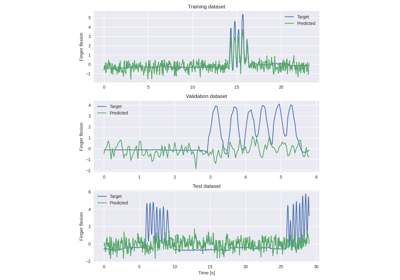 Training dataset
Finger flexion
5
4
3
2
1
0
−1
Target
Predicted
0 5 10 15 20
Validation dataset
Finger flexion
4
3
2
1
0
−1
−2
Target
Predicted
0 1 2 3 4 5 6
Test dataset
Finger flexion
6
4
2
0
−2
Target
Predicted
0 5 10 15 20 25 30
Time [s]